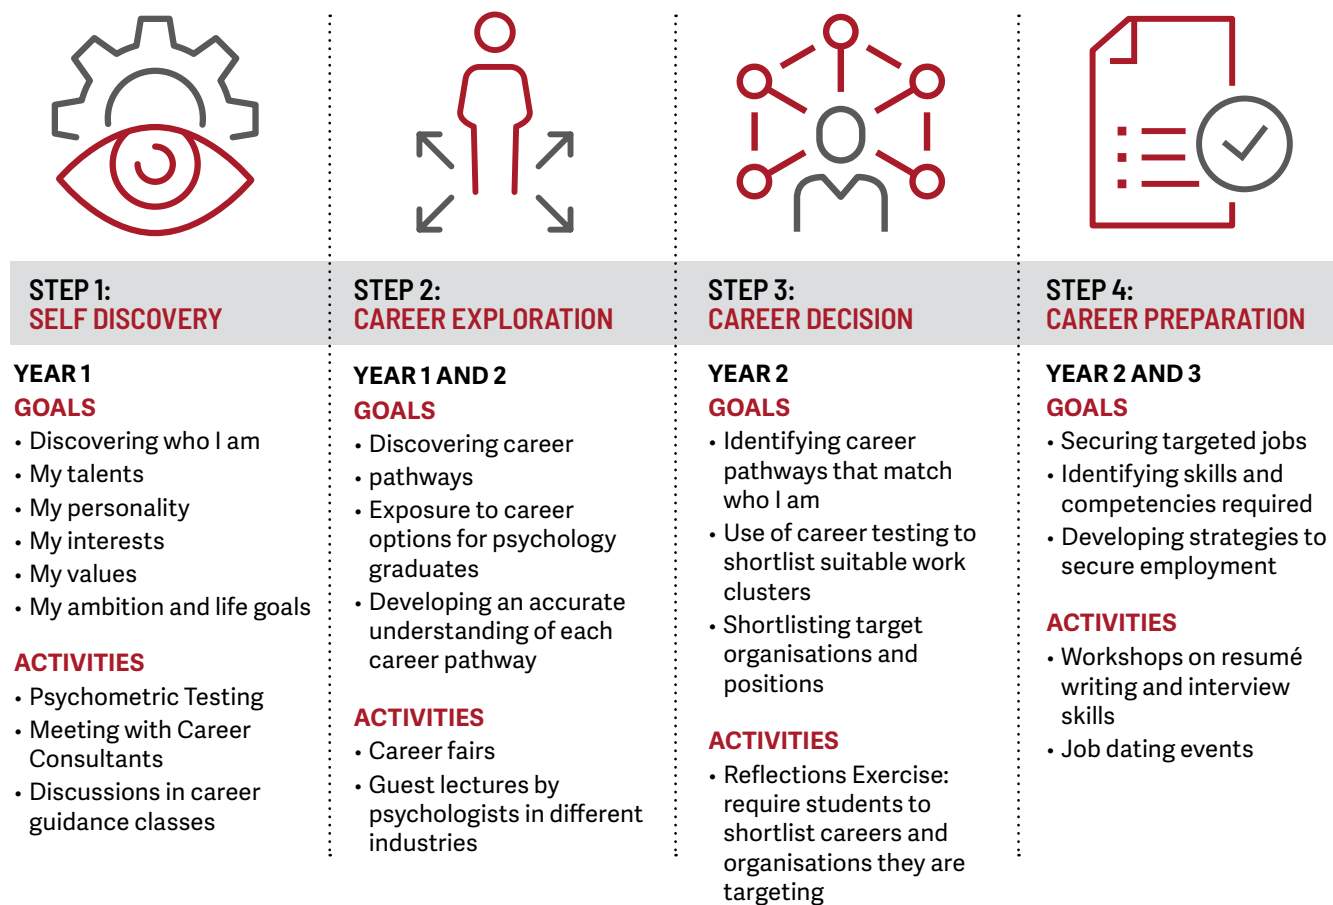 STEP 1:
SELF DISCOVERY
YEAR 1
GOALS
• Discovering who I am
• My talents
• My personality
• My interests
• My values
• My ambition and life goals
ACTIVITIES
• Psychometric Testing
• Meeting with Career
Consultants
• Discussions in career
guidance classes
STEP 2:
CAREER EXPLORATION
YEAR 1 AND 2
GOALS
• Discovering career
• pathways
• Exposure to career
options for psychology
graduates
• Developing an accurate
understanding of each
career pathway
ACTIVITIES
• Career fairs
• Guest lectures by
psychologists in different
industries
STEP 3:
CAREER DECISION
YEAR 2
GOALS
• Identifying career
pathways that match
who I am
• Use of career testing to
shortlist suitable work
clusters
• Shortlisting target
organisations and
positions
ACTIVITIES
• Reflections Exercise:
require students to
shortlist careers and
organisations they are
targeting
STEP 4:
CAREER PREPARATION
YEAR 2 AND 3
GOALS
• Securing targeted jobs
• Identifying skills and
competencies required
• Developing strategies to
secure employment
ACTIVITIES
• Workshops on resumé
writing and interview
skills
• Job dating events